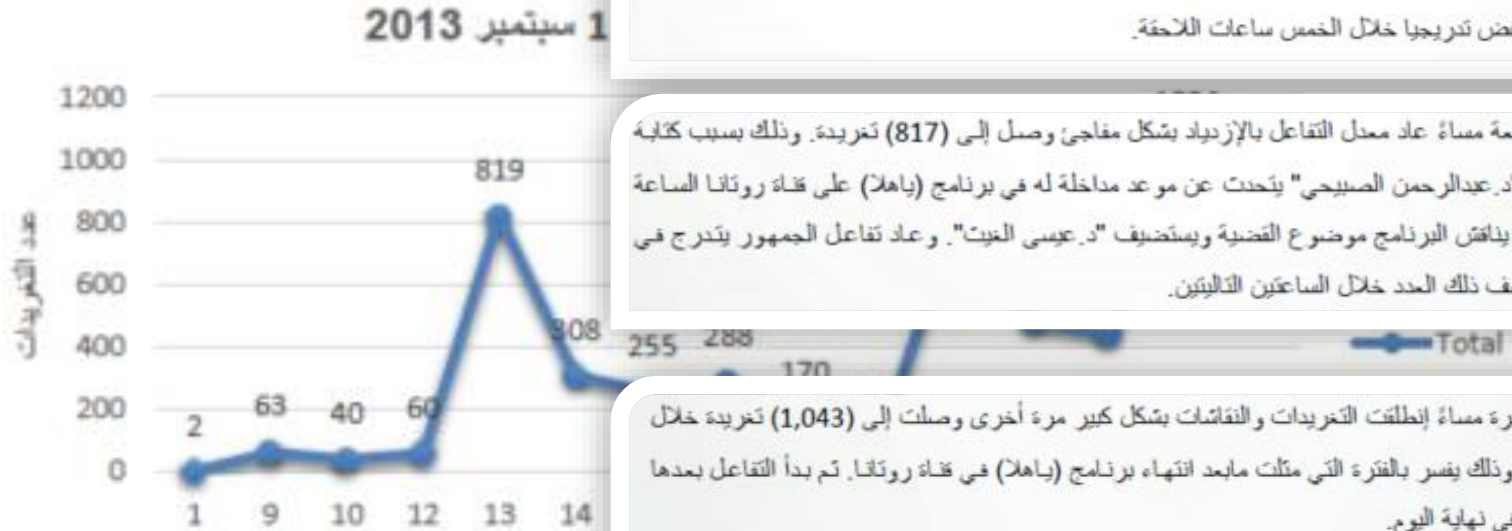 1 سبتمبر 2013
تدريجيا خلال الخمس ساعات اللاحقة.
مساءً عاد معدل التفاعل بالإزدياد بشكل مفاجئ وصل إلى (817) تغريدة. وذلك بسبب كتابة
د.عبدالرحمن الصبيحي" يتحدث عن موعد مداخلة له في برنامج (ياهلا) على قناة روتانا الساعة
يناقش البرنامج موضوع القضية ويستضيف "د.عيسى الغيث". وعاد تفاعل الجمهور يتدرج في
ذلك العدد خلال الساعتين التاليتين.
مساءً إنطلقت التغريدات والنقاشات بشكل كبير مرة أخرى وصلت إلى (1,043) تغريدة خلال
وذلك يفسر بالفترة التي مثلت مابعد انتهاء برنامج (ياهلا) في قناة روتانا. ثم بدأ التفاعل بعدها
نهاية اليوم.
عدد التغريدات
1200
1000
800
600
400
200
0
2
63
40
60
819
308
255
288
170
Total
1 9 10 12 13 14